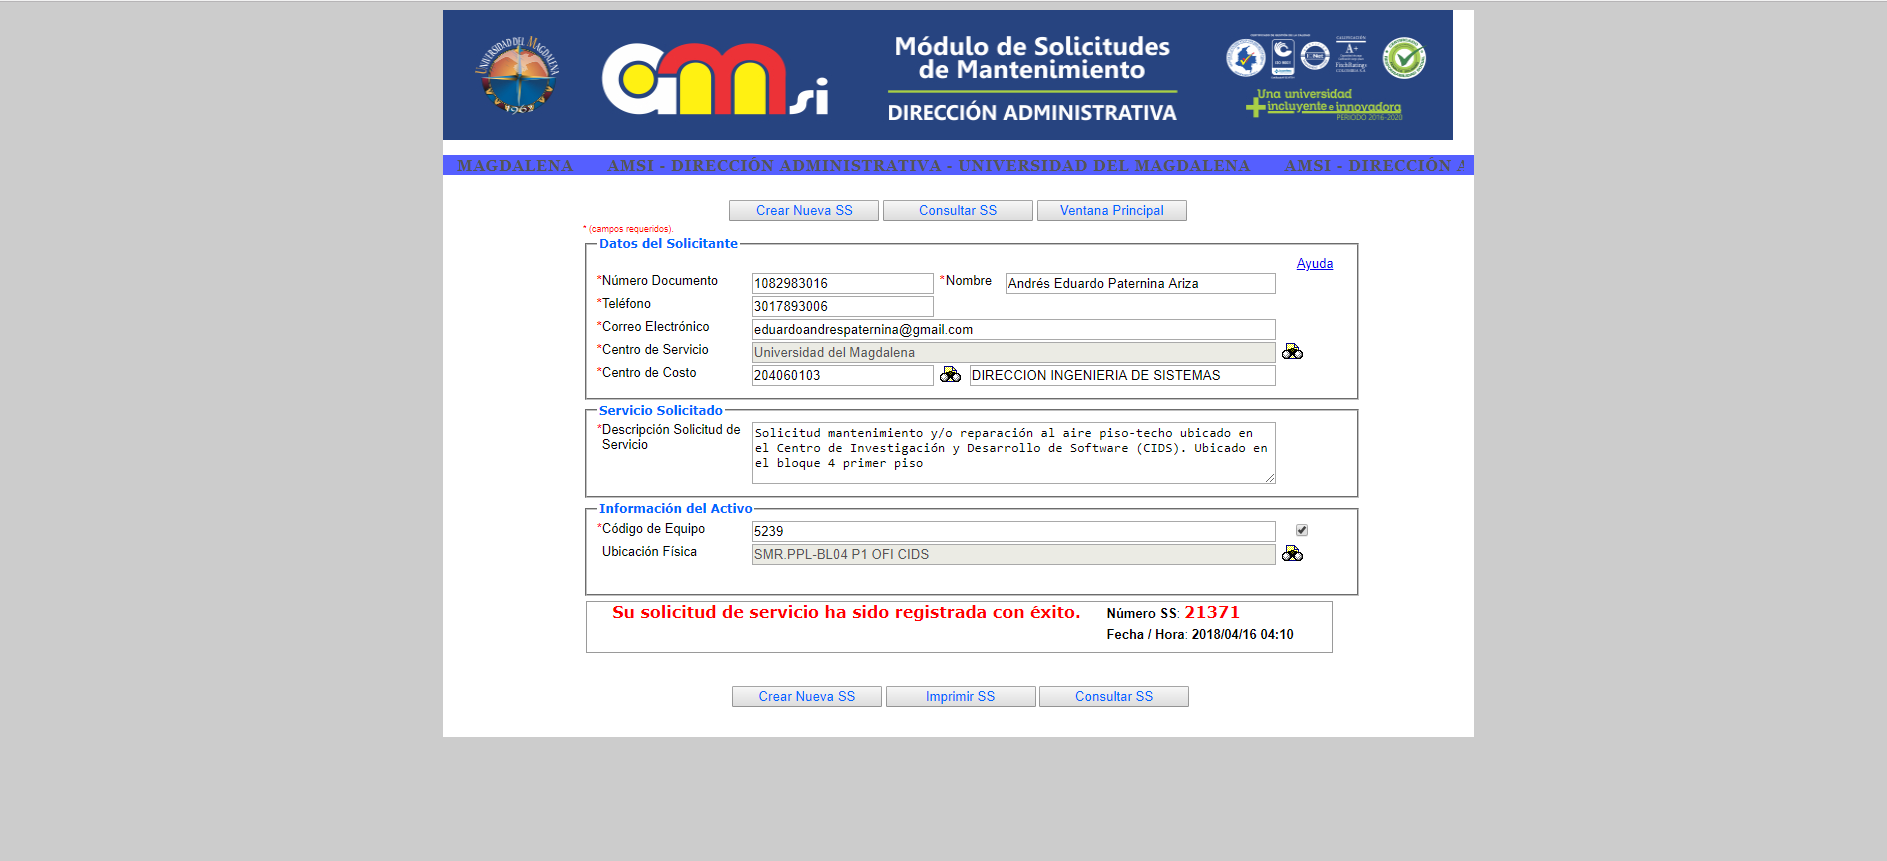 UNIVERSIDAD DEL MAGDALENA
1962
amsi
Módulo de Solicitudes
de Mantenimiento
DIRECCIÓN ADMINISTRATIVA
A+
FitchRatings
Una universidad
+incluyente e innovadora
PERIODO 2016-2020
MAGDALENA AMSI - DIRECCIÓN ADMINISTRATIVA - UNIVERSIDAD DEL MAGDALENA AMSI - DIRECCIÓN A
Crear Nueva SS Consultar SS Ventana Principal
* (campos requeridos).
Datos del Solicitante
Ayuda
*Número Documento 1082983016 *Nombre Andrés Eduardo Paternina Ariza
*Teléfono 3017893006
*Correo Electrónico eduardoandrespaternina@gmail.com
*Centro de Servicio Universidad del Magdalena
*Centro de Costo 204060103 DIRECCION INGENIERIA DE SISTEMAS
Servicio Solicitado
*Descripción Solicitud de
Servicio
Solicitud mantenimiento y/o reparación al aire piso-techo ubicado en
el Centro de Investigación y Desarrollo de Software (CIDS). Ubicado en
el bloque 4 primer piso
Información del Activo
*Código de Equipo 5239
Ubicación Física SMR.PPL-BL04 P1 OFI CIDS
Su solicitud de servicio ha sido registrada con éxito. Número SS: 21371
Fecha / Hora: 2018/04/16 04:10
Crear Nueva SS Imprimir SS Consultar SS